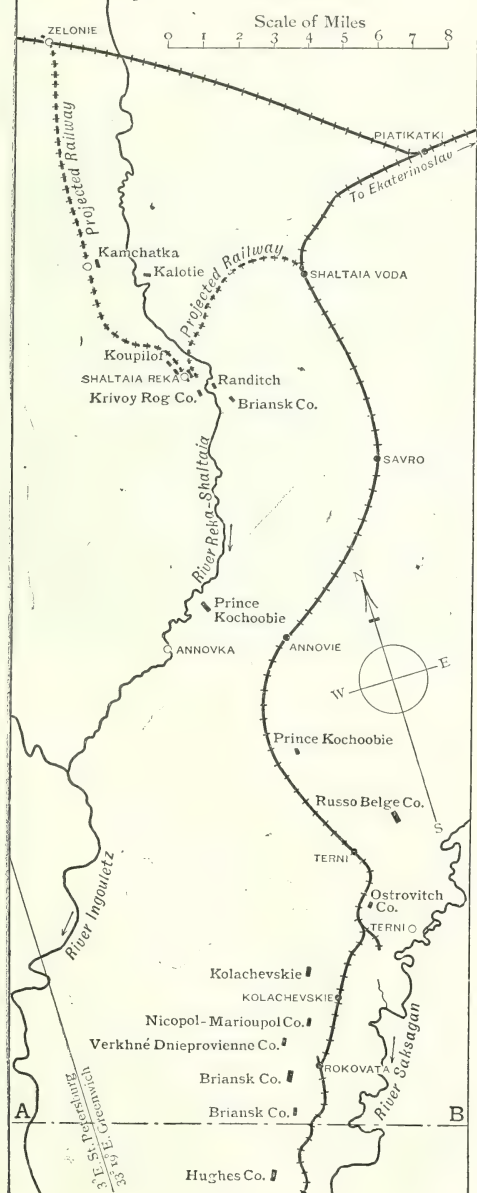 Scale of Miles
0 1 2 3 4 5 6 7 8
ZELONIE
PIATIKATKI
To Ekaterinoslav
Projected Railway
Kamchatka
Kalotie
Projected Railway
SHALTAIA VODA
Koupilof
SHALTAIA REKA
Randitch
Krivoy Rog Co.
Briansk Co.
SAVRO
River Reka-Shaltaia
Prince
Kochoobie
ANNOVKA
ANNOVIE
N
W
E
S
Prince Kochoobie
Russo Belge Co.
TERNI
River Ingouletz
Ostrovitch
Co.
TERNI
Kolachevskie
KOLACHEVSKIE
Nicopol-Marioupol Co.
Verkhné Dnieprovienne Co.
ROKOVATA
River Saksagan
Briansk Co.
3° E. St. Petersburg
33° 19' E. Greenwich
A
Briansk Co.
B
Hughes Co.